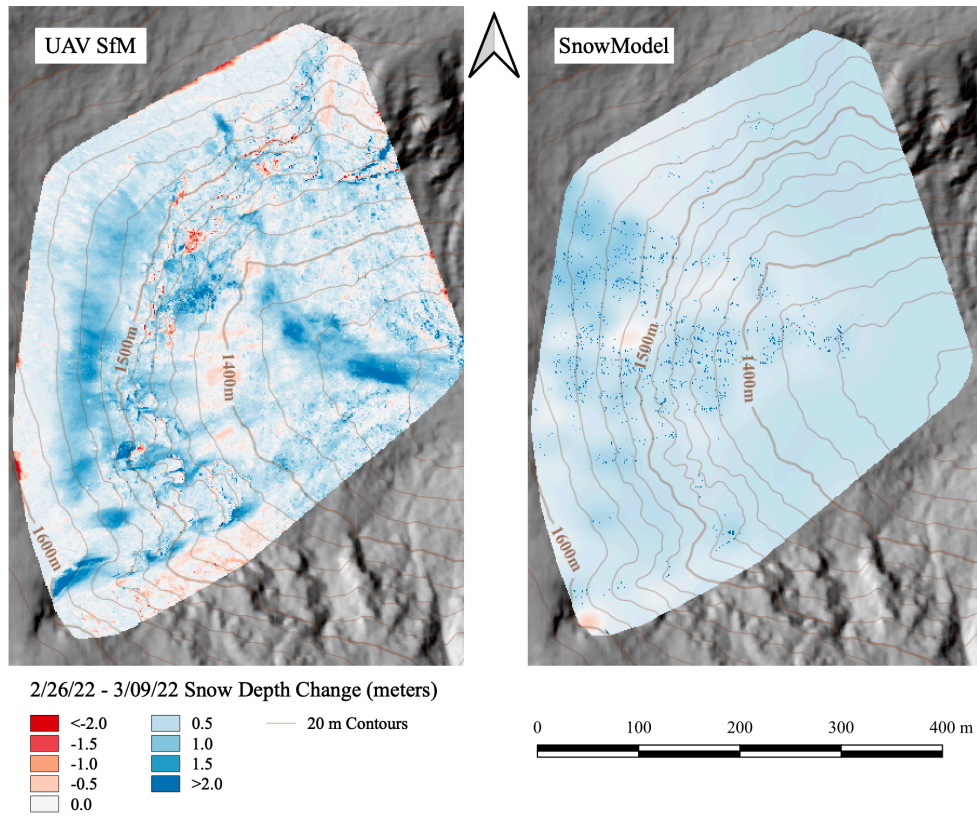 UAV SfM
SnowModel
1500m
1400m
1600m
1500m
1400m
1600m
2/26/22 - 3/09/22 Snow Depth Change (meters)
<-2.0
-1.5
-1.0
-0.5
0.0
0.5
1.0
1.5
>2.0
20 m Contours
0 100 200 300 400 m